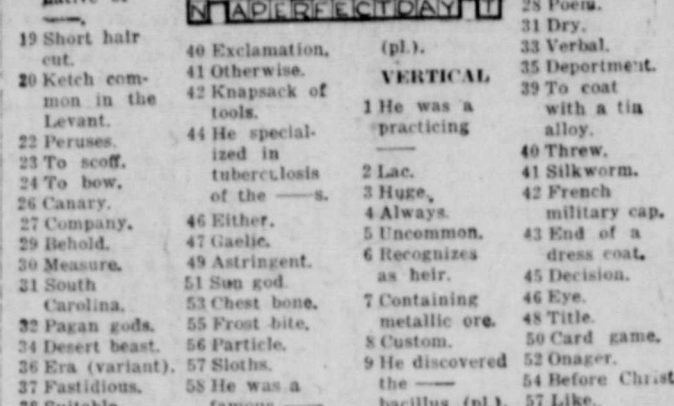 19 Short hair
cut.
20 Ketch com-
mon in the
Levant.
22 Peruses.
23 To scoff.
24 To bow.
26 Canary.
27 Company.
29 Behold.
30 Measure.
31 South
Carolina.
32 Pagan gods.
34 Desert beast.
36 Era (variant).
37 Fastidious.
N APERFECTDAY T
40 Exclamation.
41 Otherwise.
42 Knapsack of
tools.
44 He special-
ized in
tuberculosis
of the ——s.
46 Either.
47 Gaelic.
49 Astringent.
51 Sun god.
53 Chest bone.
55 Frost bite.
56 Particle.
57 Sloths.
58 He was a
(pl.).
VERTICAL
1 He was a
practicing
——
2 Lac.
3 Huge.
4 Always.
5 Uncommon.
6 Recognizes
as heir.
7 Containing
metallic ore.
8 Custom.
9 He discovered
the ——
bacillus (pl.).
28 Poem.
31 Dry.
33 Verbal.
35 Deportment.
39 To coat
with a tin
alloy.
40 Threw.
41 Silkworm.
42 French
military cap.
43 End of a
dress coat.
45 Decision.
46 Eye.
48 Title.
50 Card game.
52 Onager.
54 Before Christ
57 Like.